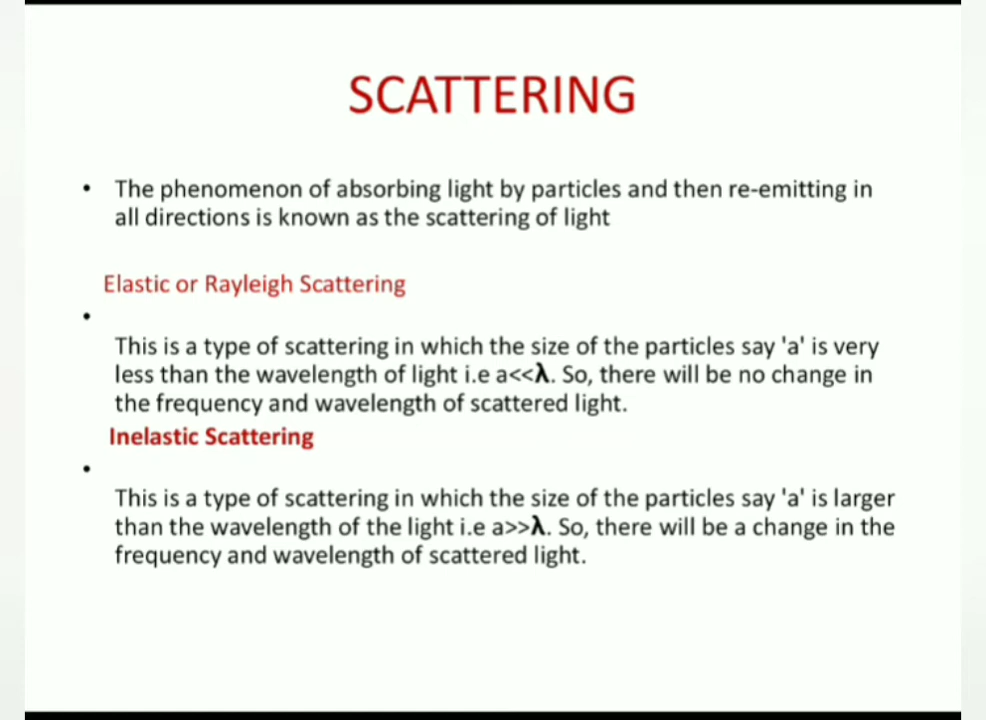 SCATTERING
• The phenomenon of absorbing light by particles and then re-emitting in
all directions is known as the scattering of light
Elastic or Rayleigh Scattering
•
This is a type of scattering in which the size of the particles say 'a' is very
less than the wavelength of light i.e a<<λ. So, there will be no change in
the frequency and wavelength of scattered light.
Inelastic Scattering
•
This is a type of scattering in which the size of the particles say 'a' is larger
than the wavelength of the light i.e a>>λ. So, there will be a change in the
frequency and wavelength of scattered light.